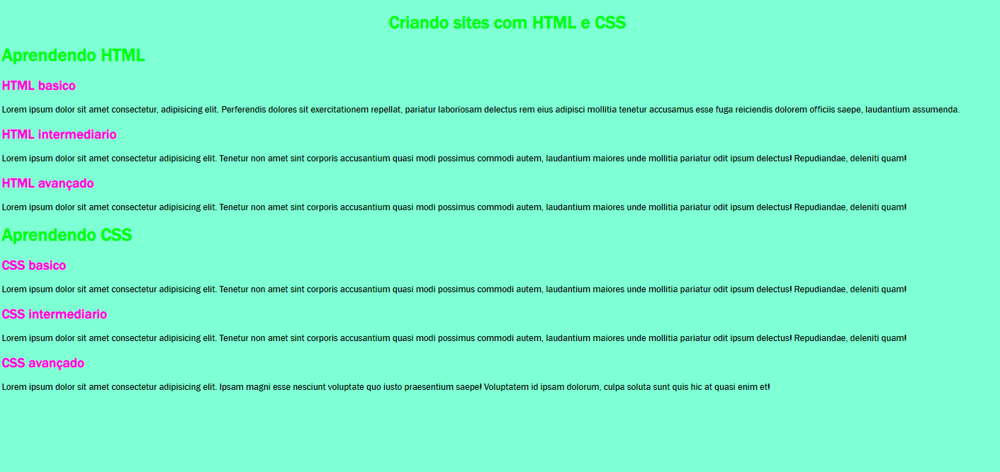 Criando sites com HTML e CSS
Aprendendo HTML
HTML basico
Lorem ipsum dolor sit amet consectetur, adipisicing elit. Perferendis dolores sit exercitationem repellat, pariatur laboriosam delectus rem eius adipisci mollitia tenetur accusamus esse fuga reiciendis dolorem officiis saepe, laudantium assumenda.
HTML intermediario
Lorem ipsum dolor sit amet consectetur adipisicing elit. Tenetur non amet sint corporis accusantium quasi modi possimus commodi autem, laudantium maiores unde mollitia pariatur odit ipsum delectus! Repudiandae, deleniti quam!
HTML avançado
Lorem ipsum dolor sit amet consectetur adipisicing elit. Tenetur non amet sint corporis accusantium quasi modi possimus commodi autem, laudantium maiores unde mollitia pariatur odit ipsum delectus! Repudiandae, deleniti quam!
Aprendendo CSS
CSS basico
Lorem ipsum dolor sit amet consectetur adipisicing elit. Tenetur non amet sint corporis accusantium quasi modi possimus commodi autem, laudantium maiores unde mollitia pariatur odit ipsum delectus! Repudiandae, deleniti quam!
CSS intermediario
Lorem ipsum dolor sit amet consectetur adipisicing elit. Tenetur non amet sint corporis accusantium quasi modi possimus commodi autem, laudantium maiores unde mollitia pariatur odit ipsum delectus! Repudiandae, deleniti quam!
CSS avançado
Lorem ipsum dolor sit amet consectetur adipisicing elit. Ipsam magni esse nesciunt voluptate quo iusto praesentium saepe! Voluptatem id ipsam dolorum, culpa soluta sunt quis hic at quasi enim et!